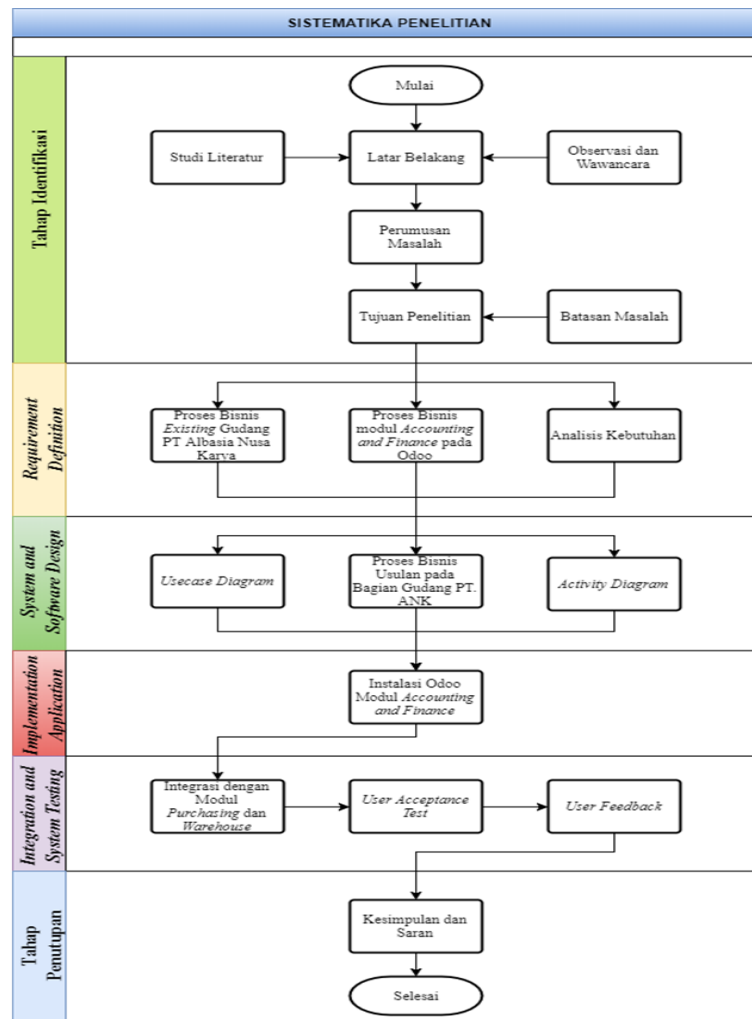 SISTEMATIKA PENELITIAN
Tahap Identifikasi
Mulai
Studi Literatur
Latar Belakang
Observasi dan
Wawancara
Perumusan
Masalah
Tujuan Penelitian
Batasan Masalah
Requirement
Definition
Proses Bisnis
Existing Gudang
PT Albasia Nusa
Karya
Proses Bisnis
modul Accounting
and Finance pada
Odoo
Analisis Kebutuhan
System and
Software Design
Usecase Diagram
Proses Bisnis
Usulan pada
Bagian Gudang PT.
ANK
Activity Diagram
Implementation
Application
Instalasi Odoo
Modul Accounting
and Finance
Integration and
System Testing
Integrasi dengan
Modul
Purchasing dan
Warehouse
User Acceptance
Test
User Feedback
Tahap
Penutupan
Kesimpulan dan
Saran
Selesai